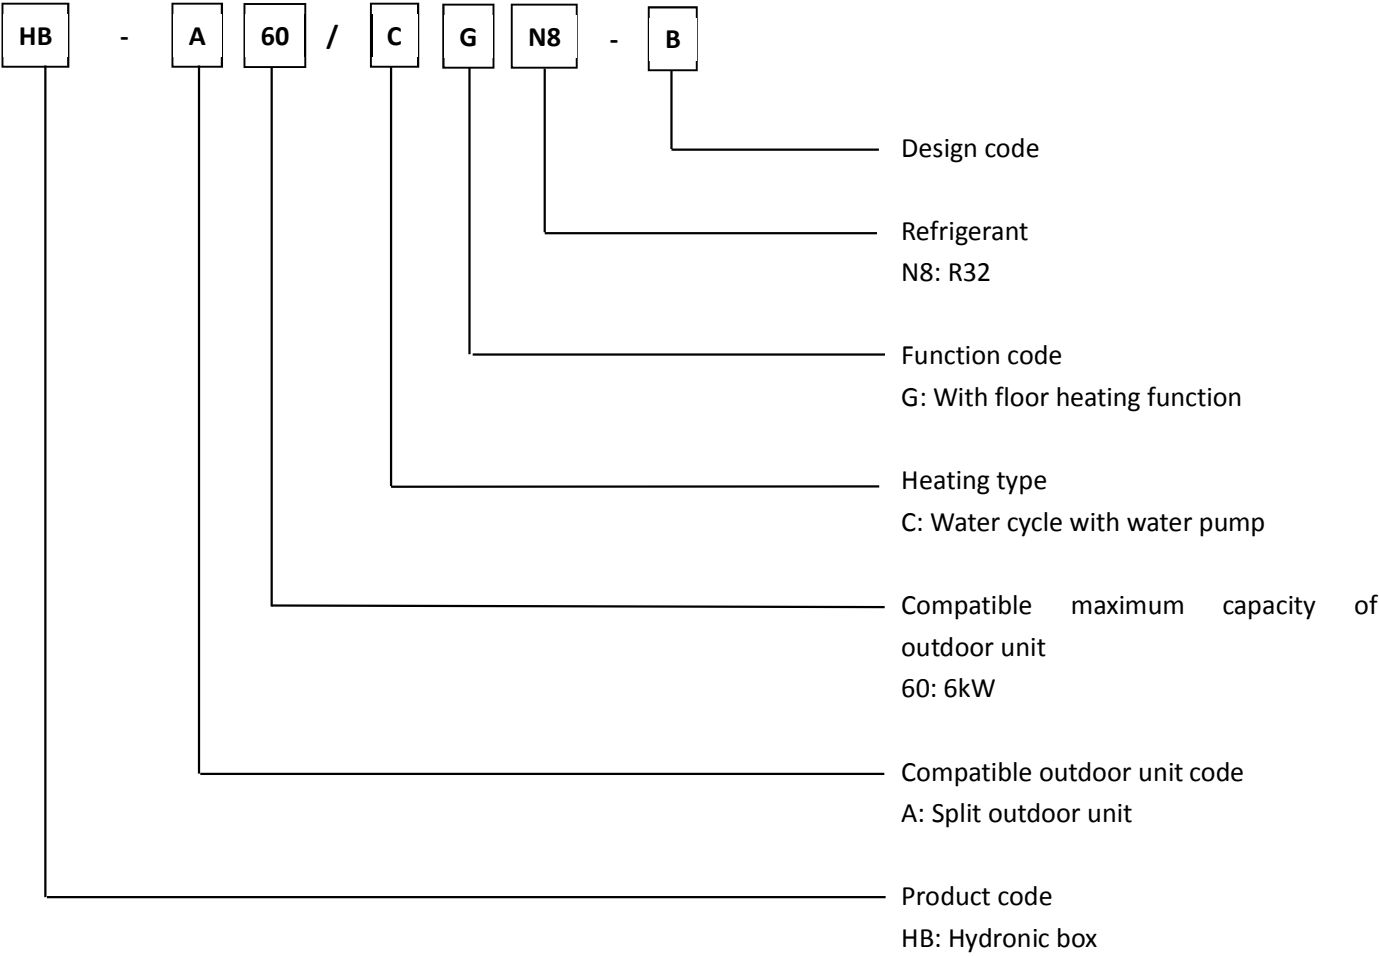 HB - A 60 / C G N8 - B
Design code
Refrigerant
N8: R32
Function code
G: With floor heating function
Heating type
C: Water cycle with water pump
Compatible maximum capacity of
outdoor unit
60: 6kW
Compatible outdoor unit code
A: Split outdoor unit
Product code
HB: Hydronic box